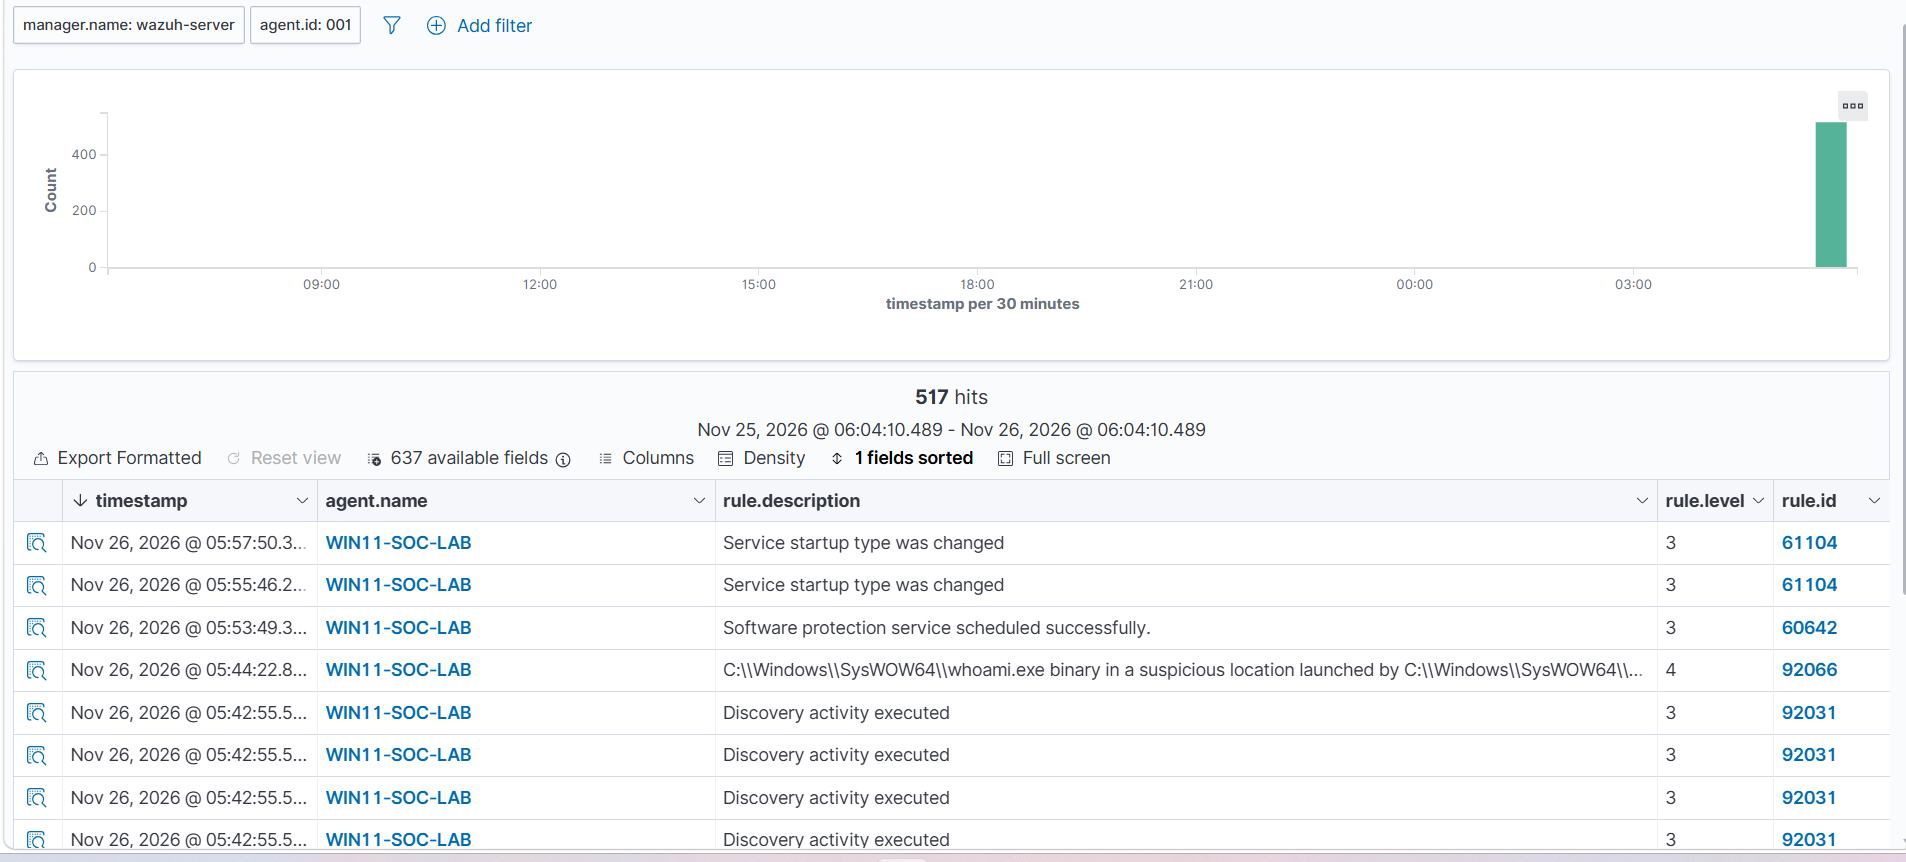 manager.name: wazuh-server agent.id: 001 Add filter
400
200
0
Count
09:00 12:00 15:00 18:00 21:00 00:00 03:00
timestamp per 30 minutes
517 hits
Nov 25, 2026 @ 06:04:10.489 - Nov 26, 2026 @ 06:04:10.489
Export Formatted Reset view 637 available fields Columns Density 1 fields sorted Full screen
timestamp agent.name rule.description rule.level rule.id
Nov 26, 2026 @ 05:57:50.3... WIN11-SOC-LAB Service startup type was changed 3 61104
Nov 26, 2026 @ 05:55:46.2... WIN11-SOC-LAB Service startup type was changed 3 61104
Nov 26, 2026 @ 05:53:49.3... WIN11-SOC-LAB Software protection service scheduled successfully. 3 60642
Nov 26, 2026 @ 05:44:22.8... WIN11-SOC-LAB C:\\Windows\\SysWOW64\\whoami.exe binary in a suspicious location launched by C:\\Windows\\SysWOW64\\... 4 92066
Nov 26, 2026 @ 05:42:55.5... WIN11-SOC-LAB Discovery activity executed 3 92031
Nov 26, 2026 @ 05:42:55.5... WIN11-SOC-LAB Discovery activity executed 3 92031
Nov 26, 2026 @ 05:42:55.5... WIN11-SOC-LAB Discovery activity executed 3 92031
Nov 26, 2026 @ 05:42:55.5... WIN11-SOC-LAB Discovery activity executed 3 92031